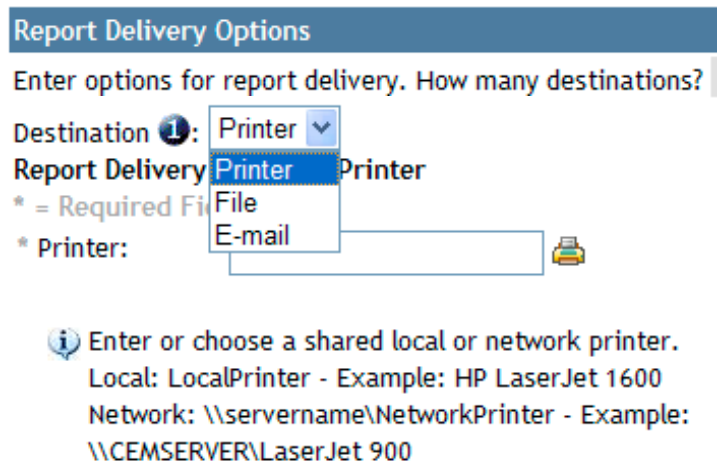 Report Delivery Options
Enter options for report delivery. How many destinations?
Destination 1: Printer
Report Delivery Printer
Printer
* = Required Fi
File
E-mail
* Printer:
Enter or choose a shared local or network printer.
Local: LocalPrinter - Example: HP LaserJet 1600
Network: \\servername\NetworkPrinter - Example:
\\CEMSERVER\LaserJet 900